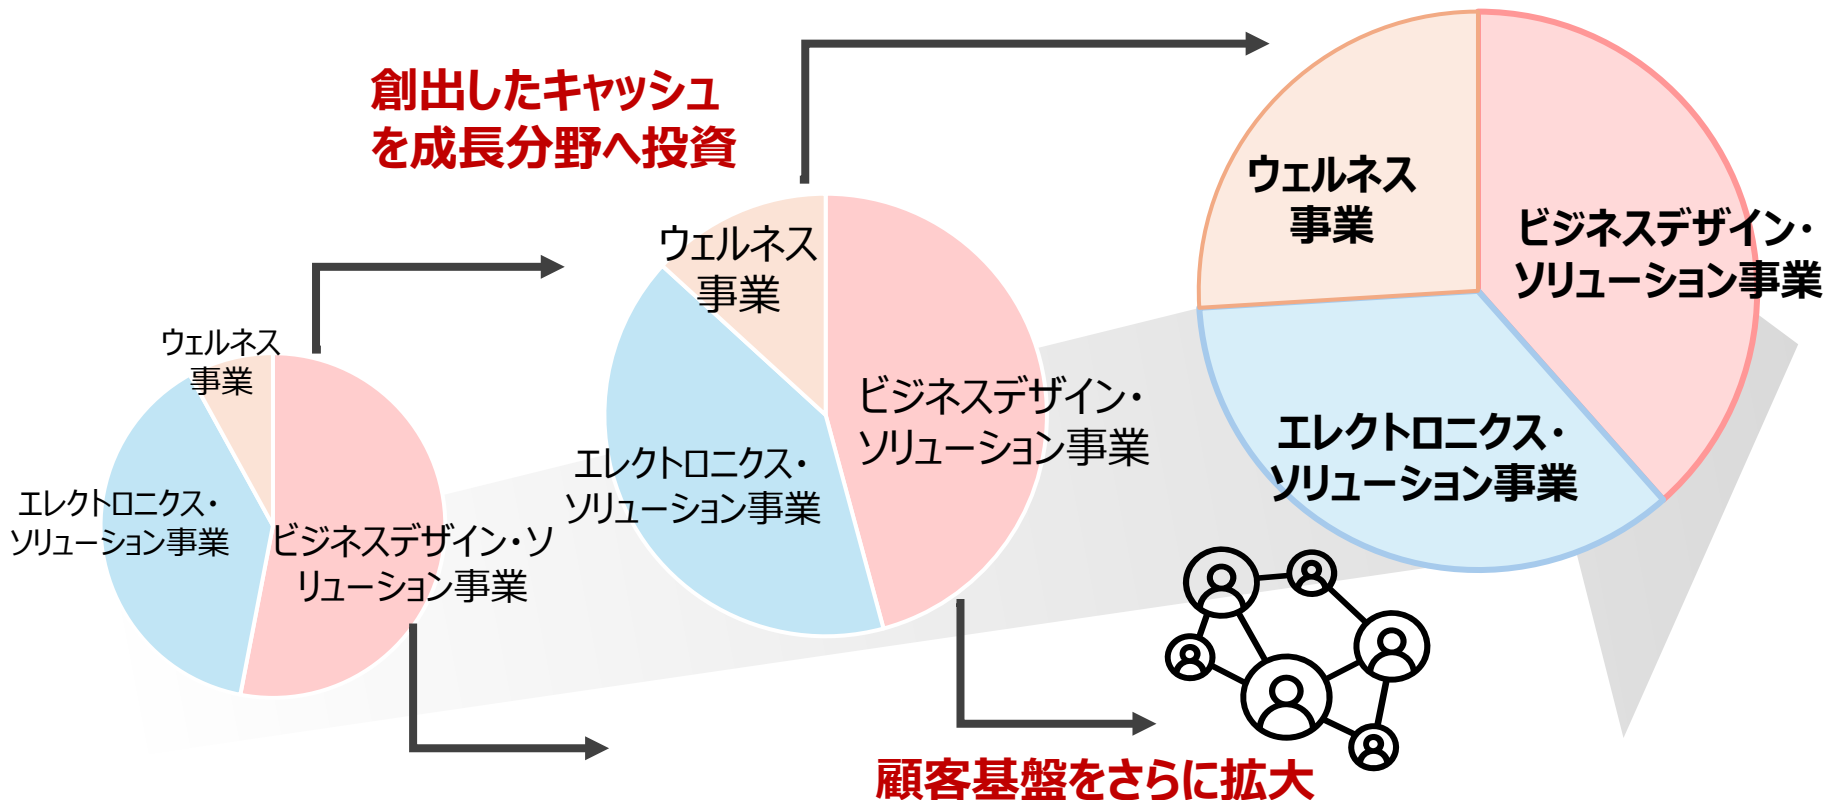 創出したキャッシュ
を成長分野へ投資
ウェルネス
事業
エレクトロニクス・
ソリューション事業
ビジネスデザイン・ソ
リューション事業
ウェルネス
事業
エレクトロニクス・
ソリューション事業
ビジネスデザイン・
ソリューション事業
ウェルネス
事業
ビジネスデザイン・
ソリューション事業
エレクトロニクス・
ソリューション事業
顧客基盤をさらに拡大